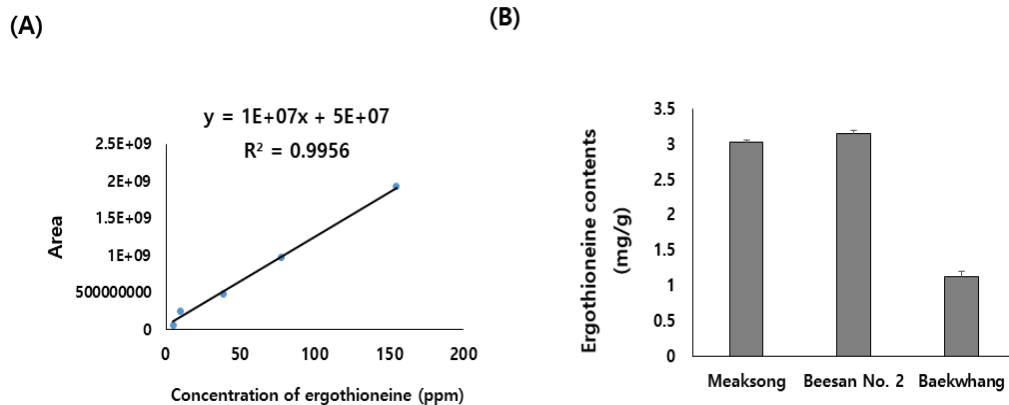 (A)
y = 1E+07x + 5E+07
R² = 0.9956
2.5E+09
2E+09
1.5E+09
1E+09
500000000
0
Area
0 50 100 150 200
Concentration of ergothioneine (ppm)
(B)
3.5
3
2.5
2
1.5
1
0.5
0
Ergothioneine contents
(mg/g)
Meaksong Beesan No. 2 Baekwhang